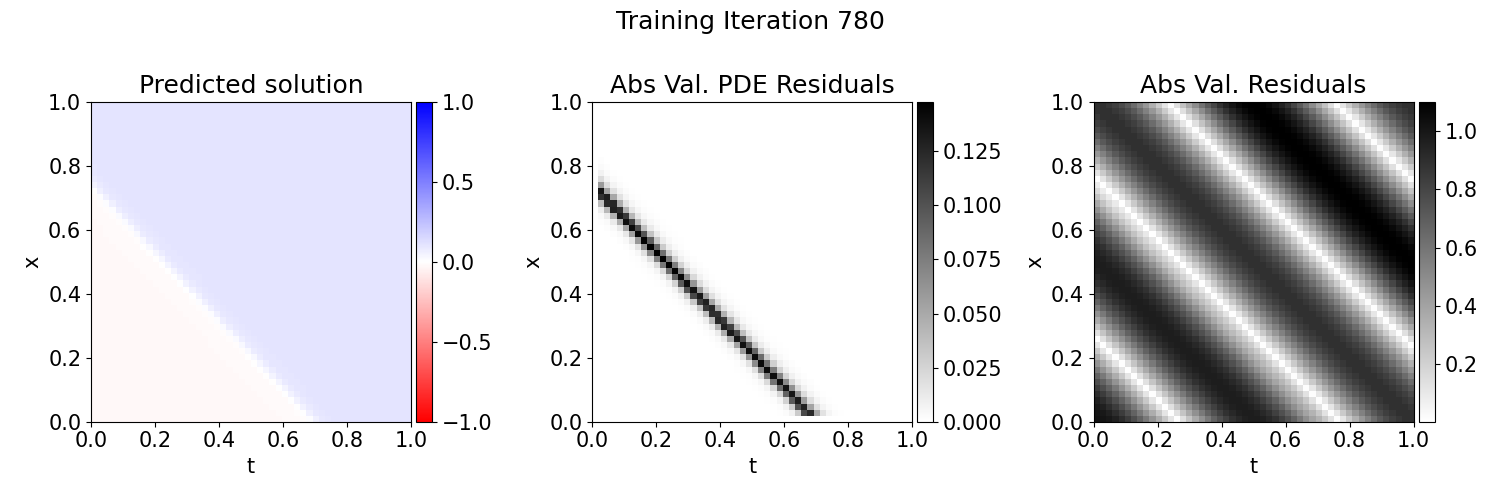 Training Iteration 780
Predicted solution
1.0
0.8
0.6
0.4
0.2
0.0
x
0.0 0.2 0.4 0.6 0.8 1.0
t
1.0
0.5
0.0
−0.5
−1.0
Abs Val. PDE Residuals
1.0
0.8
0.6
0.4
0.2
0.0
x
0.0 0.2 0.4 0.6 0.8 1.0
t
0.125
0.100
0.075
0.050
0.025
0.000
Abs Val. Residuals
1.0
0.8
0.6
0.4
0.2
0.0
x
0.0 0.2 0.4 0.6 0.8 1.0
t
1.0
0.8
0.6
0.4
0.2